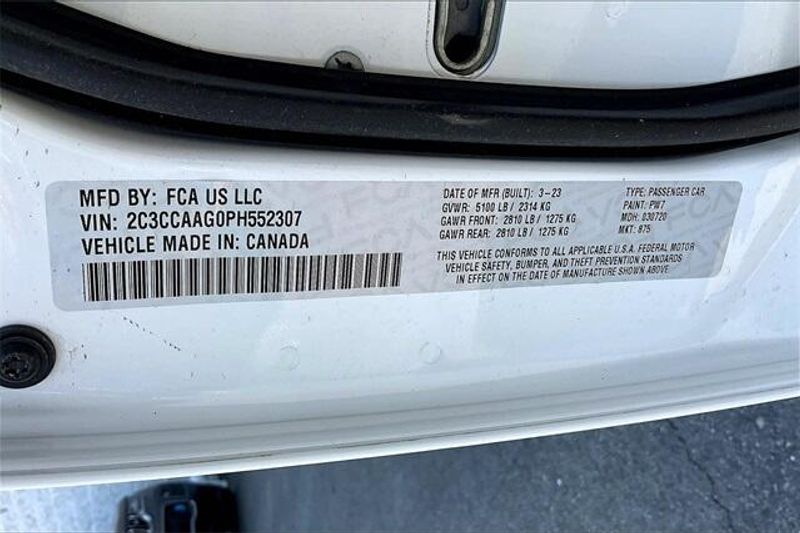 MFD BY: FCA US LLC
VIN: 2C3CCAAG0PH552307
VEHICLE MADE IN: CANADA
DATE OF MFR (BUILT): 3-23
GVWR: 5100 LB / 2314 KG
GAWR FRONT: 2810 LB / 1275 KG
GAWR REAR: 2810 LB / 1275 KG
TYPE: PASSENGER CAR
PAINT: PW7
MDH: 030720
MKT: 875
THIS VEHICLE CONFORMS TO ALL APPLICABLE U.S.A. FEDERAL MOTOR
VEHICLE SAFETY, BUMPER, AND THEFT PREVENTION STANDARDS
IN EFFECT ON THE DATE OF MANUFACTURE SHOWN ABOVE